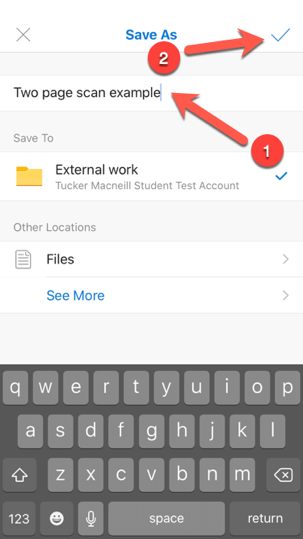 Save As
2
Two page scan example
1
Save To
External work
Tucker Macneill Student Test Account
Other Locations
Files
See More
q w e r t y u i o p
a s d f g h j k l
z x c v b n m
123 space return